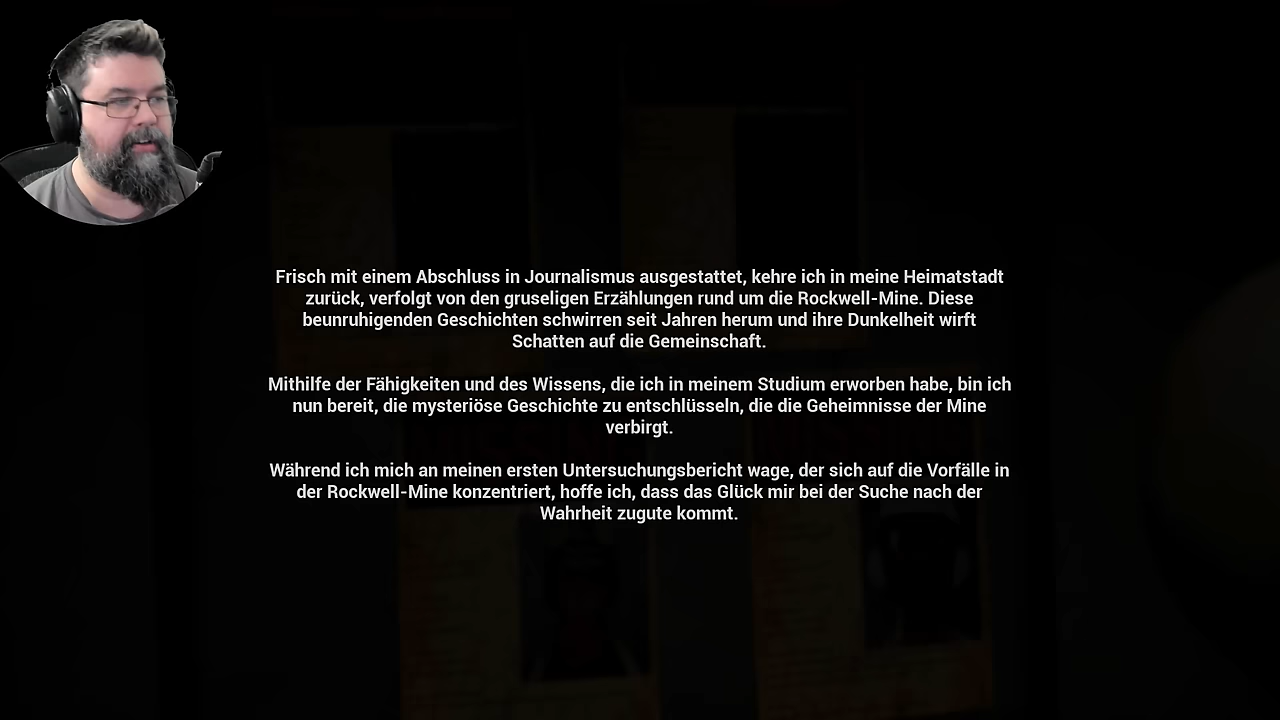 Frisch mit einem Abschluss in Journalismus ausgestattet, kehre ich in meine Heimatstadt
zurück, verfolgt von den gruseligen Erzählungen rund um die Rockwell-Mine. Diese
beunruhigenden Geschichten schwirren seit Jahren herum und ihre Dunkelheit wirft
Schatten auf die Gemeinschaft.
Mithilfe der Fähigkeiten und des Wissens, die ich in meinem Studium erworben habe, bin ich
nun bereit, die mysteriöse Geschichte zu entschlüsseln, die die Geheimnisse der Mine
verbirgt.
Während ich mich an meinen ersten Untersuchungsbericht wage, der sich auf die Vorfälle in
der Rockwell-Mine konzentriert, hoffe ich, dass das Glück mir bei der Suche nach der
Wahrheit zugute kommt.